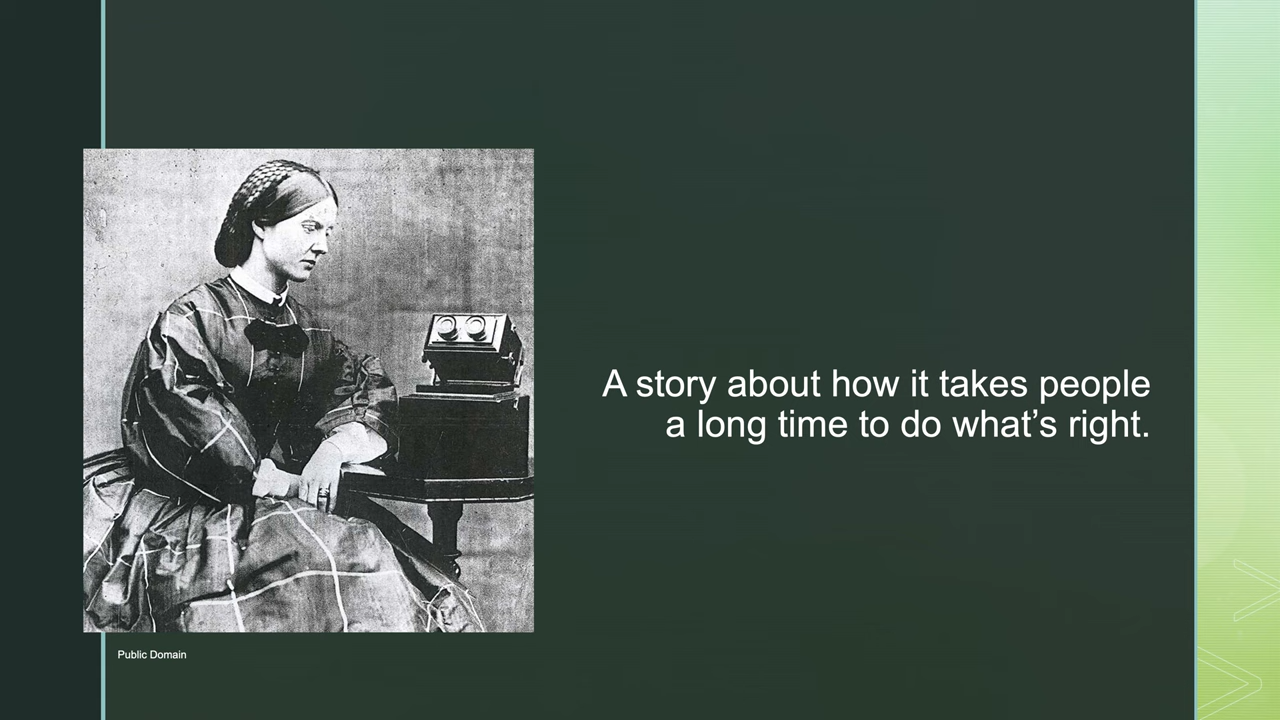 A story about how it takes people
a long time to do what’s right.
Public Domain